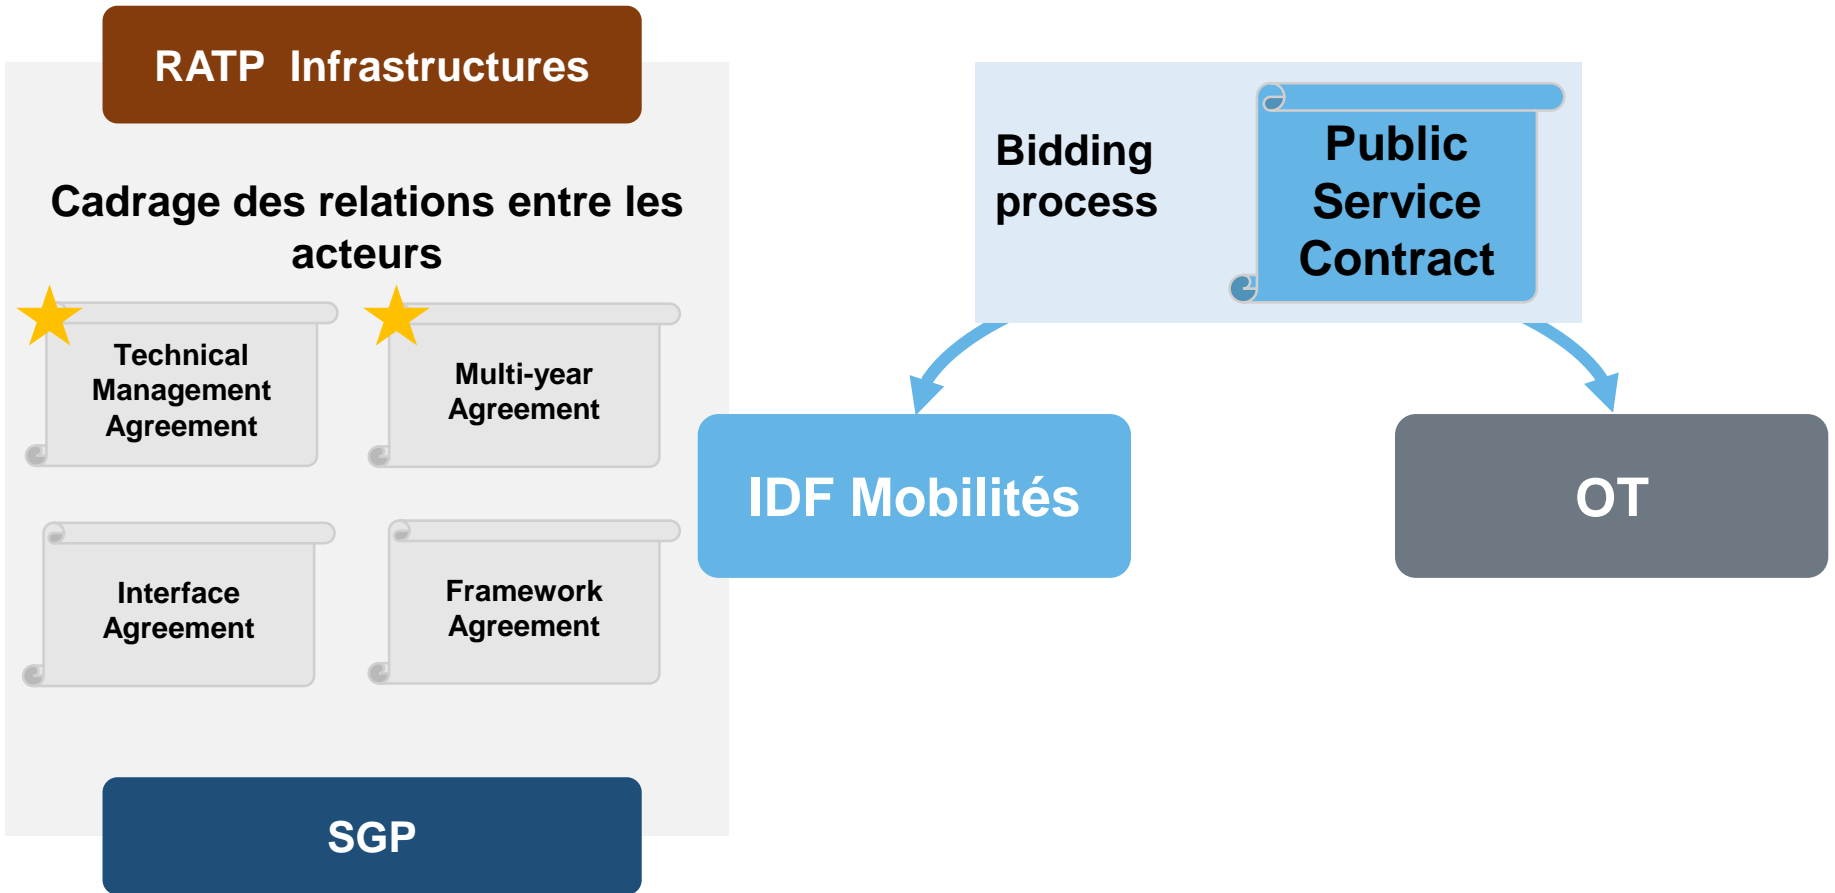 RATP Infrastructures
Cadrage des relations entre les
acteurs
Technical
Management
Agreement
Multi-year
Agreement
Interface
Agreement
Framework
Agreement
SGP
Bidding
process
Public
Service
Contract
IDF Mobilités
OT